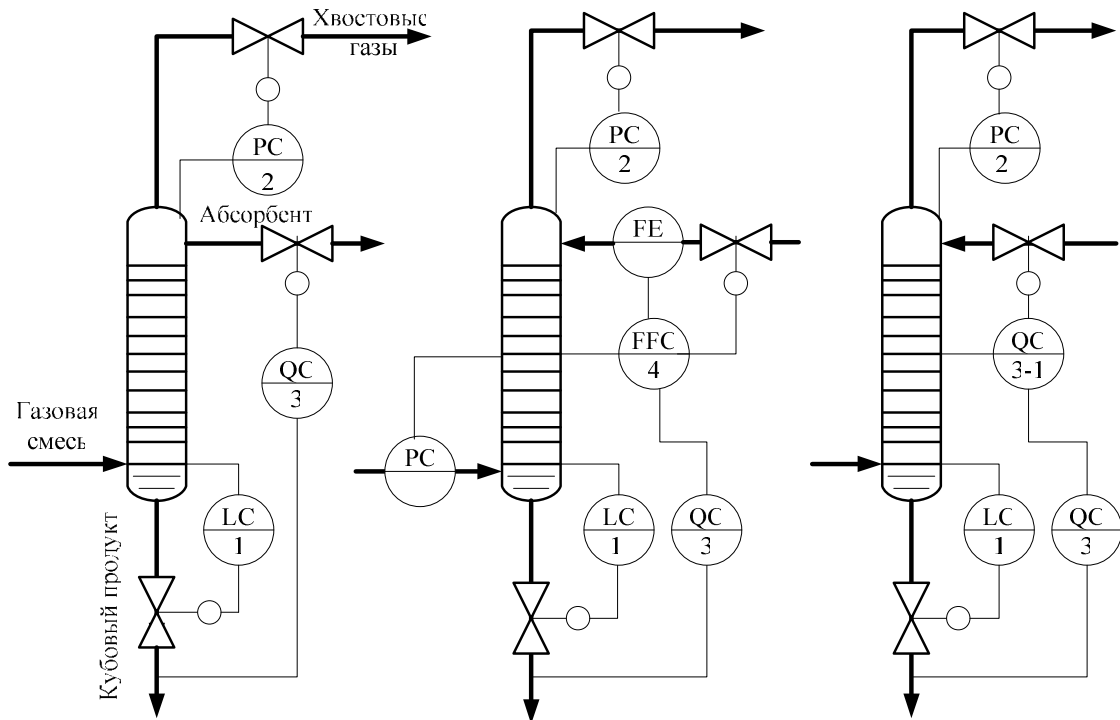 Хвостовые
газы
PC
2
Абсорбент
QC
3
Газовая
смесь
LC
1
Кубовый продукт
PC
2
FE
FFC
4
PC
LC
1
QC
3
PC
2
QC
3-1
LC
1
QC
3